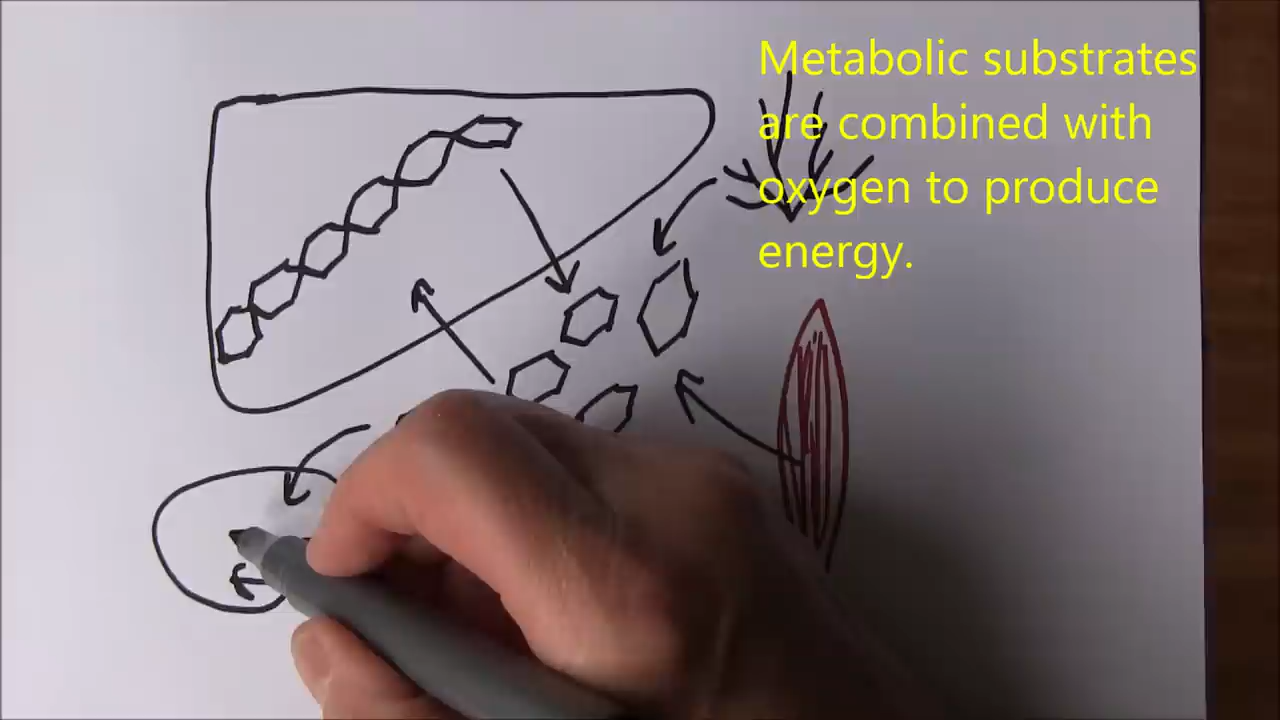 Metabolic substrates
are combined with
oxygen to produce
energy.